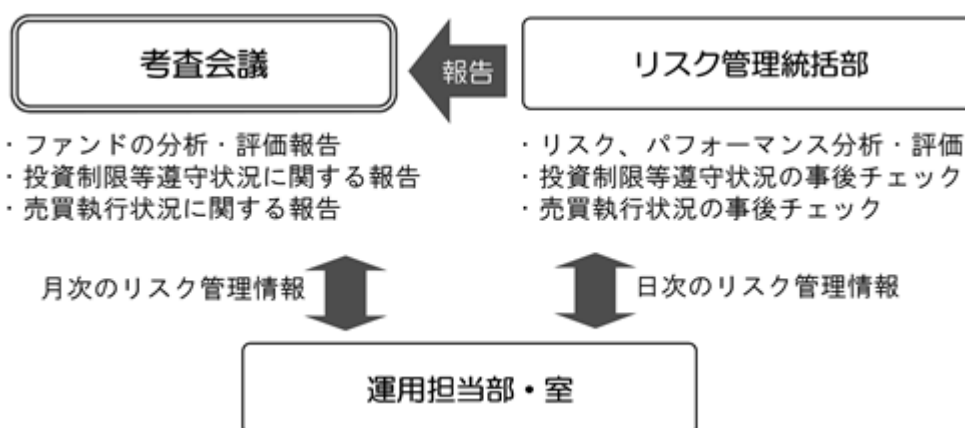 考査会議
報告
リスク管理統括部
・ファンドの分析・評価報告
・投資制限等遵守状況に関する報告
・売買執行状況に関する報告
・リスク、パフォーマンス分析・評価
・投資制限等遵守状況の事後チェック
・売買執行状況の事後チェック
月次のリスク管理情報
日次のリスク管理情報
運用担当部・室